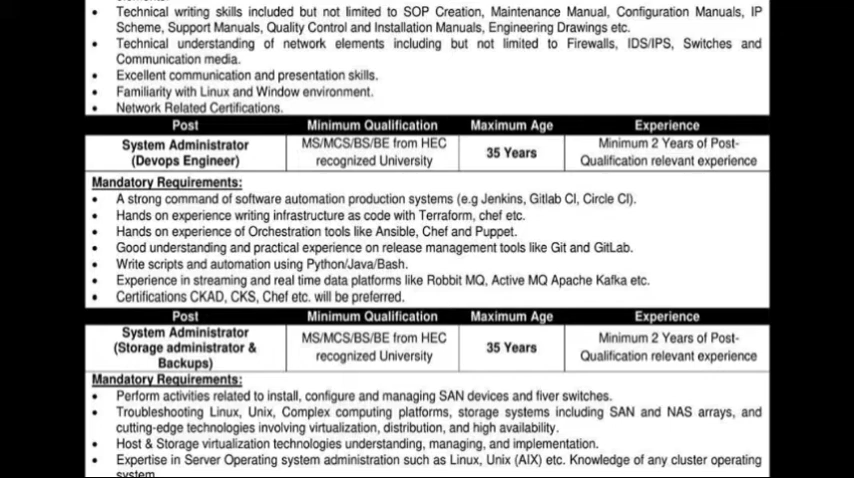 • Technical writing skills included but not limited to SOP Creation, Maintenance Manual, Configuration Manuals, IP
Scheme, Support Manuals, Quality Control and Installation Manuals, Engineering Drawings etc.
• Technical understanding of network elements including but not limited to Firewalls, IDS/IPS, Switches and
Communication media.
• Excellent communication and presentation skills.
• Familiarity with Linux and Window environment.
• Network Related Certifications.
Post Minimum Qualification Maximum Age Experience
System Administrator MS/MCS/BS/BE from HEC 35 Years Minimum 2 Years of Post-
(Devops Engineer) recognized University Qualification relevant experience
Mandatory Requirements:
• A strong command of software automation production systems (e.g Jenkins, Gitlab CI, Circle CI).
• Hands on experience writing infrastructure as code with Terraform, chef etc.
• Hands on experience of Orchestration tools like Ansible, Chef and Puppet.
• Good understanding and practical experience on release management tools like Git and GitLab.
• Write scripts and automation using Python/Java/Bash.
• Experience in streaming and real time data platforms like Robbit MQ, Active MQ Apache Kafka etc.
• Certifications CKAD, CKS, Chef etc. will be preferred.
Post Minimum Qualification Maximum Age Experience
System Administrator MS/MCS/BS/BE from HEC 35 Years Minimum 2 Years of Post-
(Storage administrator & recognized University Qualification relevant experience
Backups)
Mandatory Requirements:
• Perform activities related to install, configure and managing SAN devices and fiver switches.
• Troubleshooting Linux, Unix, Complex computing platforms, storage systems including SAN and NAS arrays, and
cutting-edge technologies involving virtualization, distribution, and high availability.
• Host & Storage virtualization technologies understanding, managing, and implementation.
• Expertise in Server Operating system administration such as Linux, Unix (AIX) etc. Knowledge of any cluster operating
system